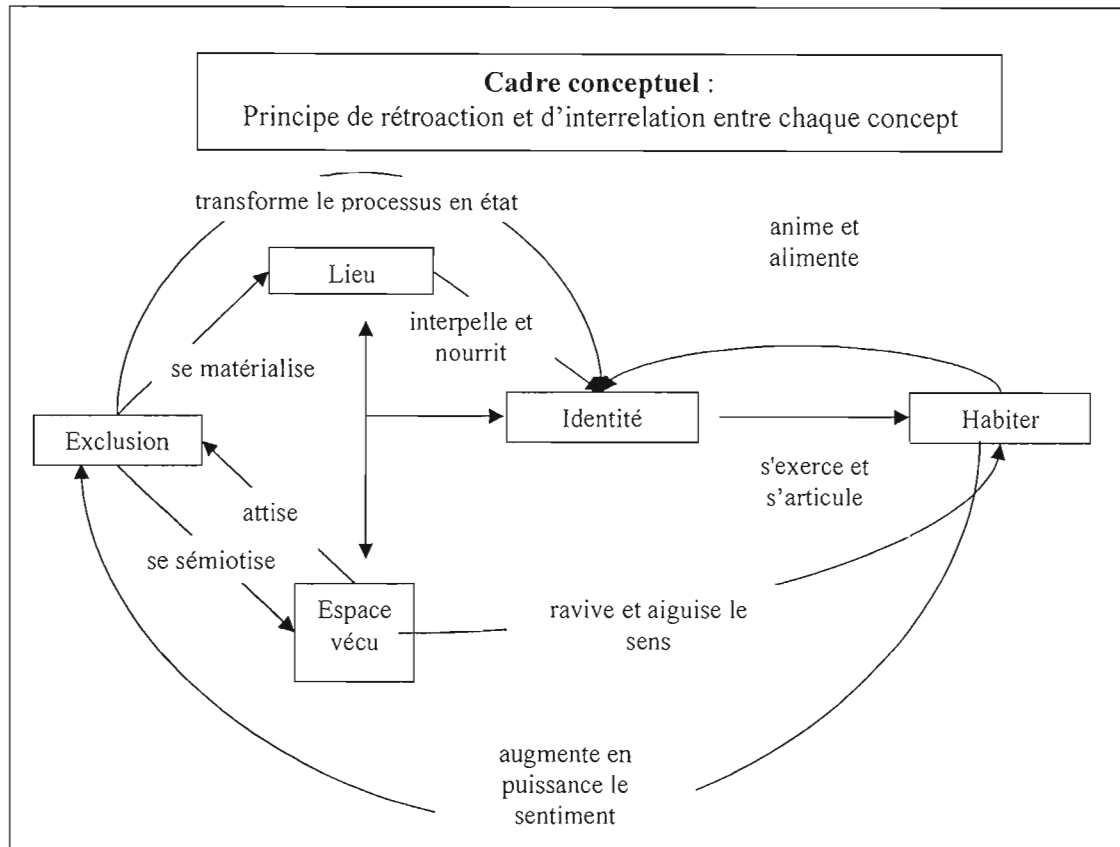 Cadre conceptuel :
Principe de rétroaction et d'interrelation entre chaque concept
transforme le processus en état
anime et
alimente
Lieu
interpelle et
nourrit
se matérialise
Identité
Habiter
Exclusion
s'exerce et
s'articule
attise
se sémiotise
Espace
vécu
ravive et aiguise le
sens
augmente en
puissance le
sentiment